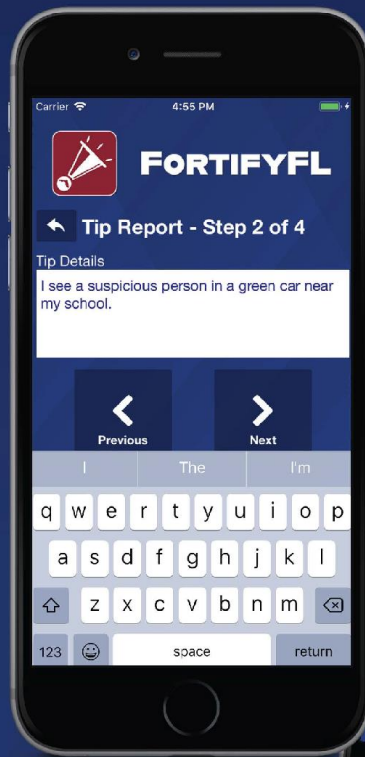 Carrier 4:55 PM
FORTIFYFL
Tip Report - Step 2 of 4
Tip Details
I see a suspicious person in a green car near
my school.
Previous Next
I The I'm
q w e r t y u i o p
a s d f g h j k l
z x c v b n m
123 space return